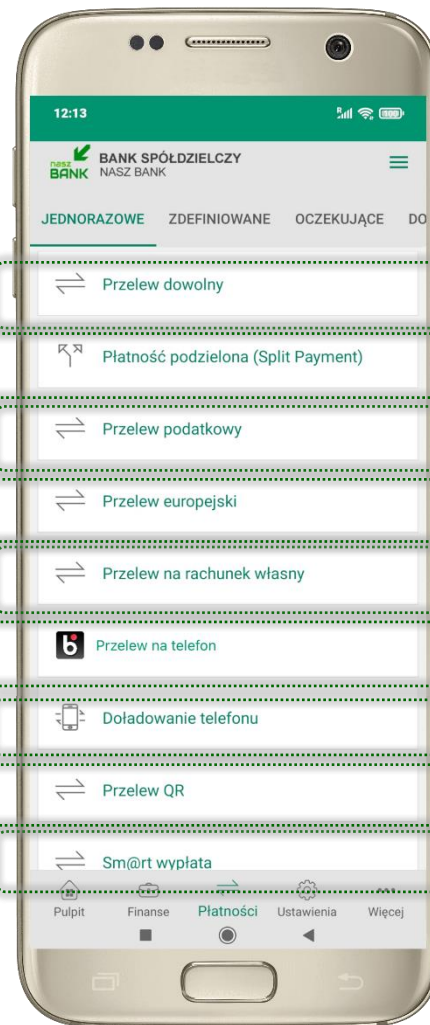 12:13
100
nasz
BANK
BANK SPÓŁDZIELCZY
NASZ BANK
JEDNORAZOWE ZDEFINIOWANE OCZEKUJĄCE DO
Przelew dowolny
Płatność podzielona (Split Payment)
Przelew podatkowy
Przelew europejski
Przelew na rachunek własny
Przelew na telefon
Doładowanie telefonu
Przelew QR
Sm@rt wypłata
Pulpit Finanse Płatności Ustawienia Więcej